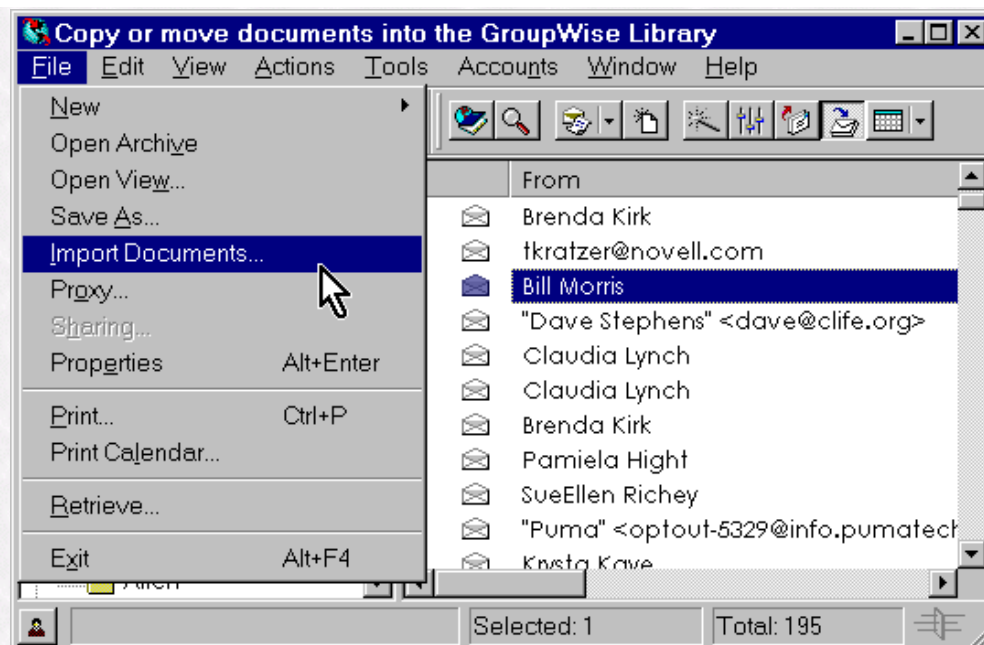 Copy or move documents into the GroupWise Library
File Edit View Actions Tools Accounts Window Help
New
Open Archive
Open View...
Save As...
Import Documents...
Proxy...
Sharing...
Properties Alt+Enter
Print... Ctrl+P
Print Calendar...
Retrieve...
Exit Alt+F4
From
Brenda Kirk
tkratzer@novell.com
Bill Morris
"Dave Stephens" <dave@clife.org>
Claudia Lynch
Claudia Lynch
Brenda Kirk
Pamiela Hight
SueEllen Richey
"Puma" <optout-5329@info.pumatech
Krysta Kaye
Selected: 1 Total: 195